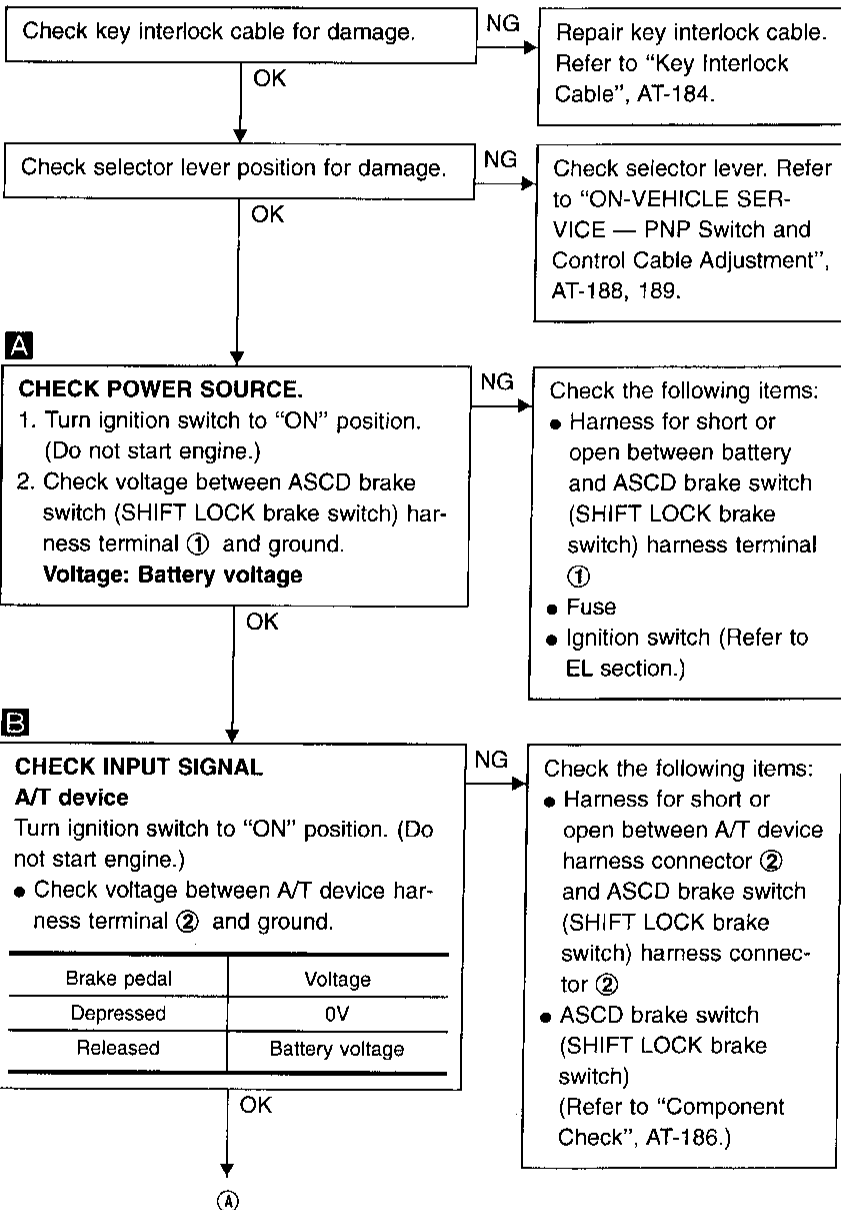 Check key interlock cable for damage.
NG
Repair key interlock cable.
Refer to “Key Interlock
Cable”, AT-184.
OK
Check selector lever position for damage.
NG
Check selector lever. Refer
to “ON-VEHICLE SER-
VICE — PNP Switch and
Control Cable Adjustment”,
AT-188, 189.
OK
A
CHECK POWER SOURCE.
1. Turn ignition switch to “ON” position.
(Do not start engine.)
2. Check voltage between ASCD brake
switch (SHIFT LOCK brake switch) har-
ness terminal ① and ground.
Voltage: Battery voltage
NG
Check the following items:
● Harness for short or
open between battery
and ASCD brake switch
(SHIFT LOCK brake
switch) harness terminal
①
● Fuse
● Ignition switch (Refer to
EL section.)
OK
B
CHECK INPUT SIGNAL
A/T device
Turn ignition switch to “ON” position. (Do
not start engine.)
● Check voltage between A/T device har-
ness terminal ② and ground.
Brake pedal Voltage
Depressed 0V
Released Battery voltage
NG
Check the following items:
● Harness for short or
open between A/T device
harness connector ②
and ASCD brake switch
(SHIFT LOCK brake
switch) harness connec-
tor ②
● ASCD brake switch
(SHIFT LOCK brake
switch)
(Refer to “Component
Check”, AT-186.)
OK
Ⓐ